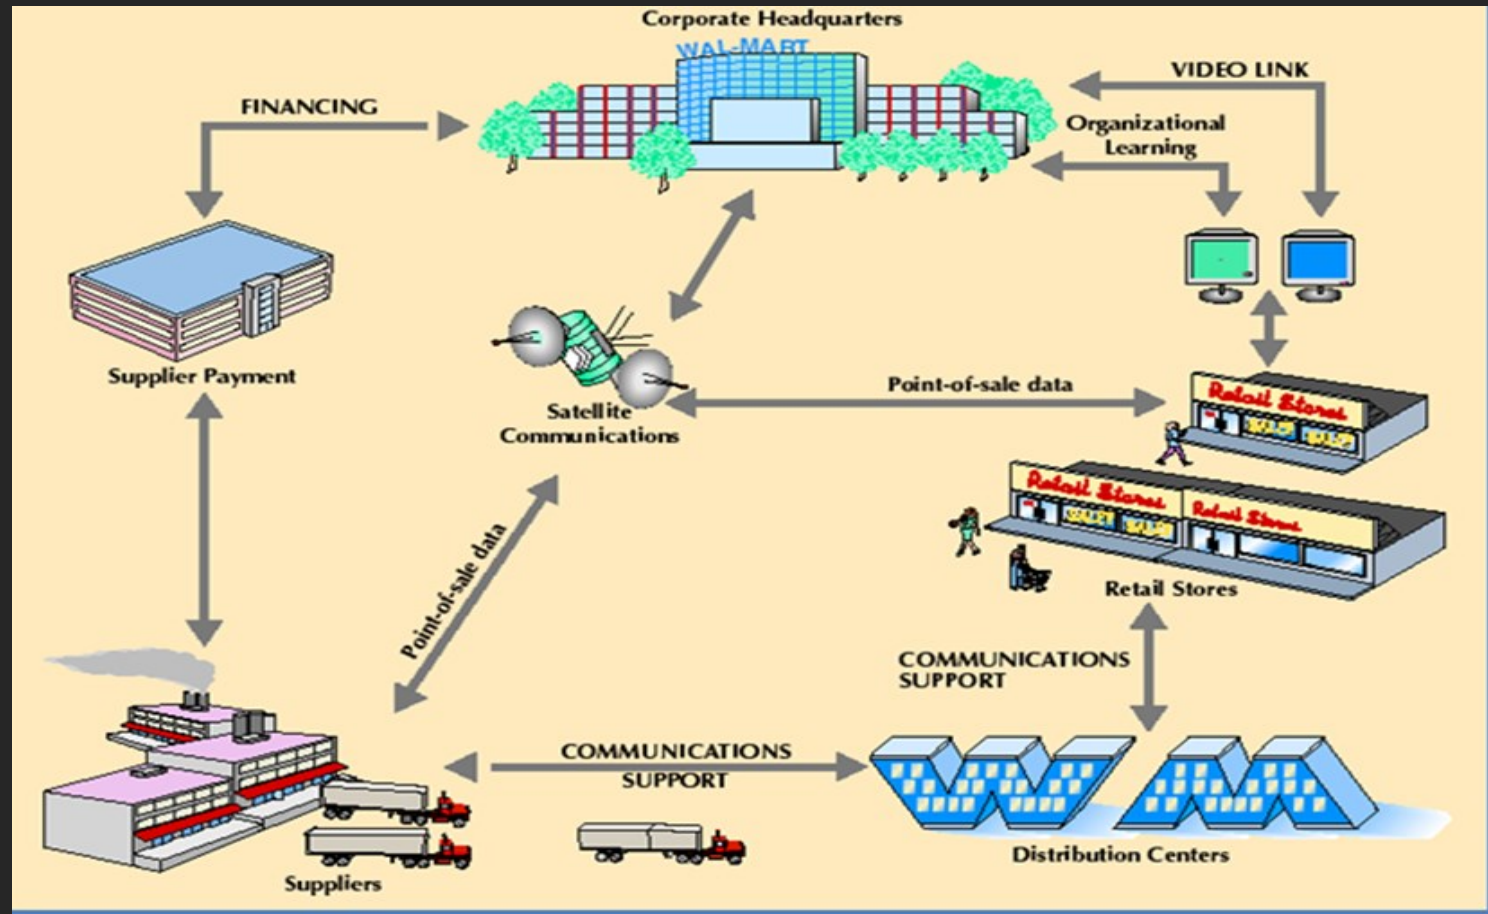 Corporate Headquarters
WAL-MART
VIDEO LINK
FINANCING
Organizational
Learning
Supplier Payment
Point-of-sale data
Retail Stores
Satellite
Communications
Retail Stores
Retail Stores
Point-of-sale data
Retail Stores
COMMUNICATIONS
SUPPORT
COMMUNICATIONS
SUPPORT
Distribution Centers
Suppliers